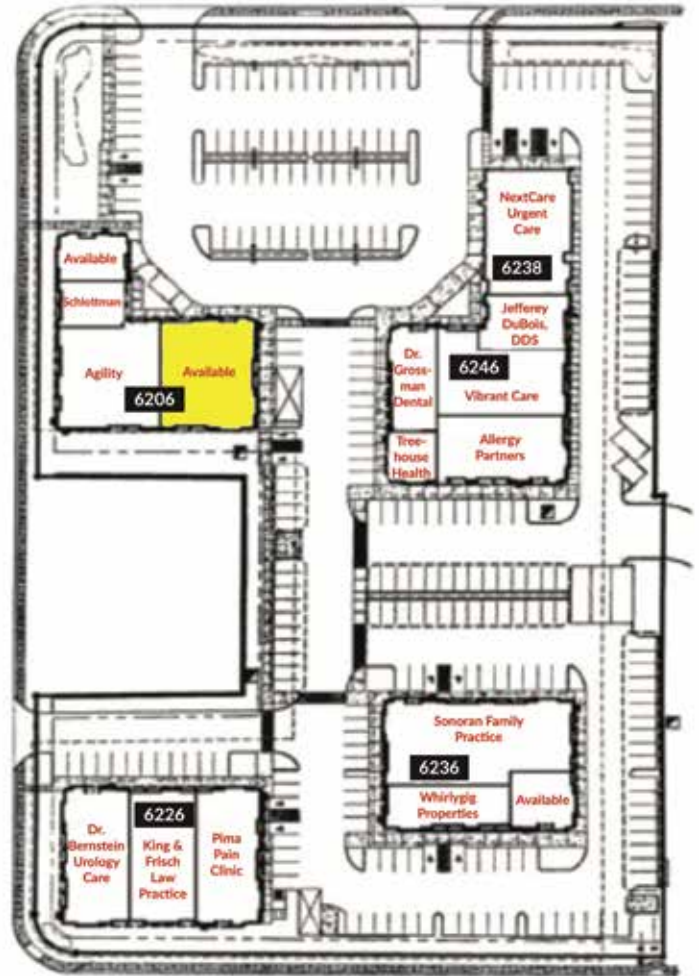 NextCare
Urgent
Care
6238
Available
Schlottman
Agility
Available
6206
Jefferey
DuBois,
DDS
Dr.
Gross-
man
Dental
6246
Vibrant Care
Tree-
house
Health
Allergy
Partners
Sonoran Family
Practice
6236
Whirlygig
Properties
Available
Dr.
Bernstein
Urology
Care
6226
King &
Frisch
Law
Practice
Pima
Pain
Clinic